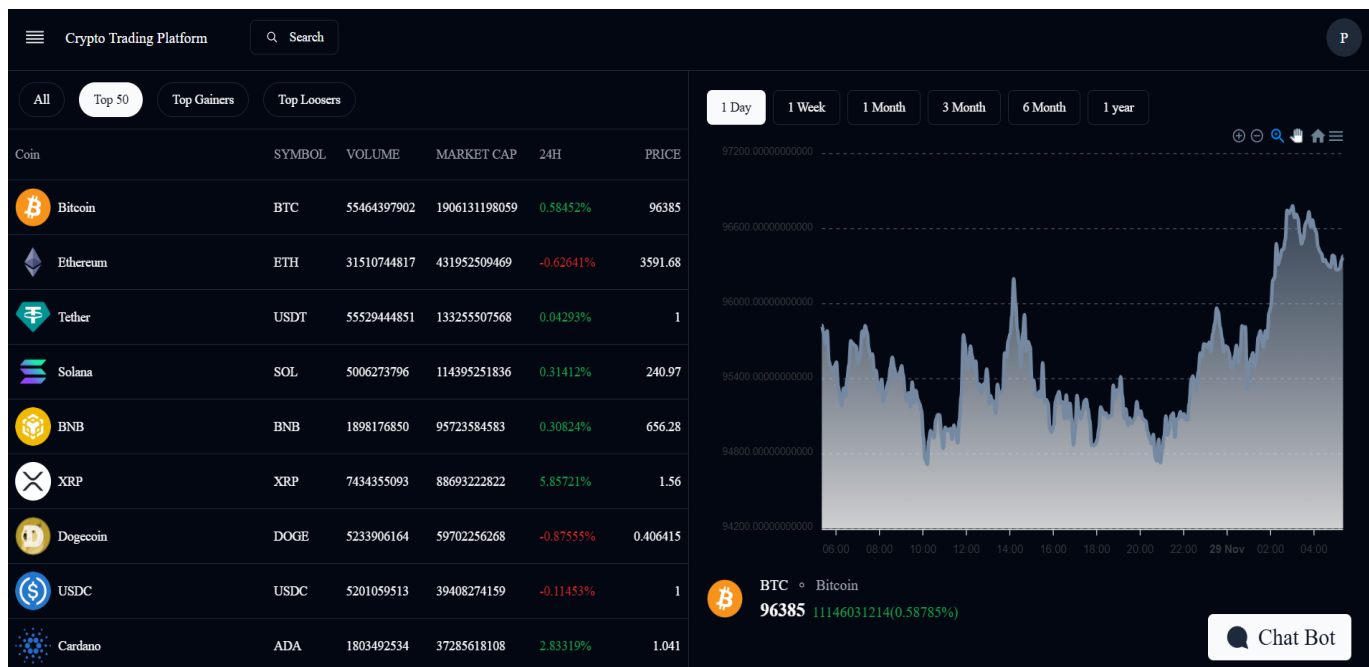 Crypto Trading Platform Search P
All Top 50 Top Gainers Top Loosers
Coin SYMBOL VOLUME MARKET CAP 24H PRICE
Bitcoin BTC 55464397902 1906131198059 0.58452% 96385
Ethereum ETH 31510744817 431952509469 -0.62641% 3591.68
Tether USDT 55529444851 133255507568 0.04293% 1
Solana SOL 5006273796 114395251836 0.31412% 240.97
BNB BNB 1898176850 95723584583 0.30824% 656.28
XRP XRP 7434355093 88693222822 5.85721% 1.56
Dogecoin DOGE 5233906164 59702256268 -0.87555% 0.406415
USDC USDC 5201059513 39408274159 -0.11453% 1
Cardano ADA 1803492534 37285618108 2.83319% 1.041
1 Day 1 Week 1 Month 3 Month 6 Month 1 year
97200.00000000000
96600.00000000000
96000.00000000000
95400.00000000000
94800.00000000000
94200.00000000000
06:00 08:00 10:00 12:00 14:00 16:00 18:00 20:00 22:00 29 Nov 02:00 04:00
BTC Bitcoin
96385 11146031214(0.58785%)
Chat Bot